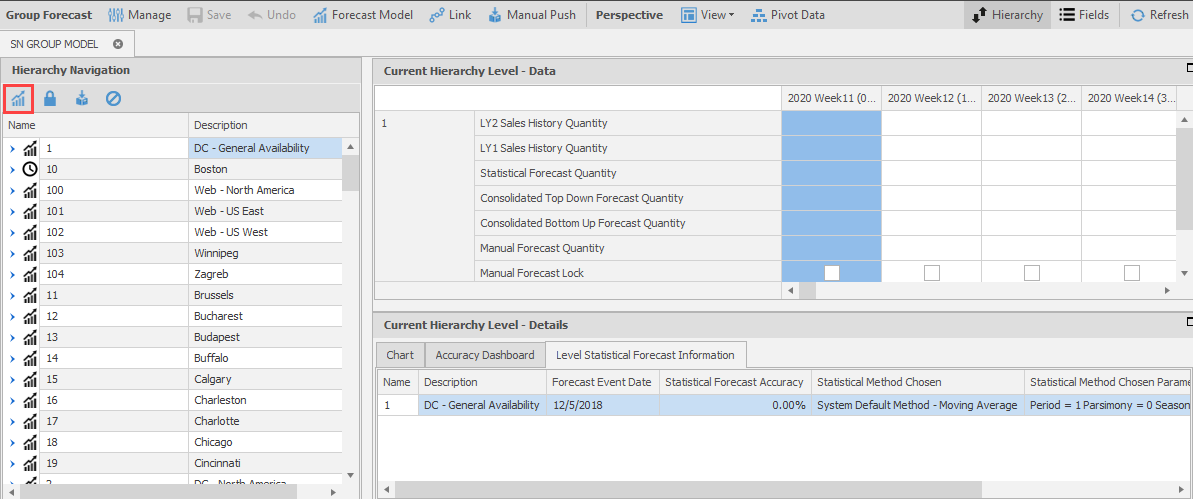 Group Forecast Manage Save Undo Forecast Model Link Manual Push Perspective View Pivot Data Hierarchy Fields Refresh
SN GROUP MODEL
Hierarchy Navigation
Name Description
1 DC - General Availability
10 Boston
100 Web - North America
101 Web - US East
102 Web - US West
103 Winnipeg
104 Zagreb
11 Brussels
12 Bucharest
13 Budapest
14 Buffalo
15 Calgary
16 Charleston
17 Charlotte
18 Chicago
19 Cincinnati
2 DC - North America
Current Hierarchy Level - Data
2020 Week11 (0... 2020 Week12 (1... 2020 Week13 (2... 2020 Week14 (3...
1 LY2 Sales History Quantity
LY1 Sales History Quantity
Statistical Forecast Quantity
Consolidated Top Down Forecast Quantity
Consolidated Bottom Up Forecast Quantity
Manual Forecast Quantity
Manual Forecast Lock
Current Hierarchy Level - Details
Chart Accuracy Dashboard Level Statistical Forecast Information
Name Description Forecast Event Date Statistical Forecast Accuracy Statistical Method Chosen Statistical Method Chosen Parame
1 DC - General Availability 12/5/2018 0.00% System Default Method - Moving Average Period = 1 Parsimony = 0 Season